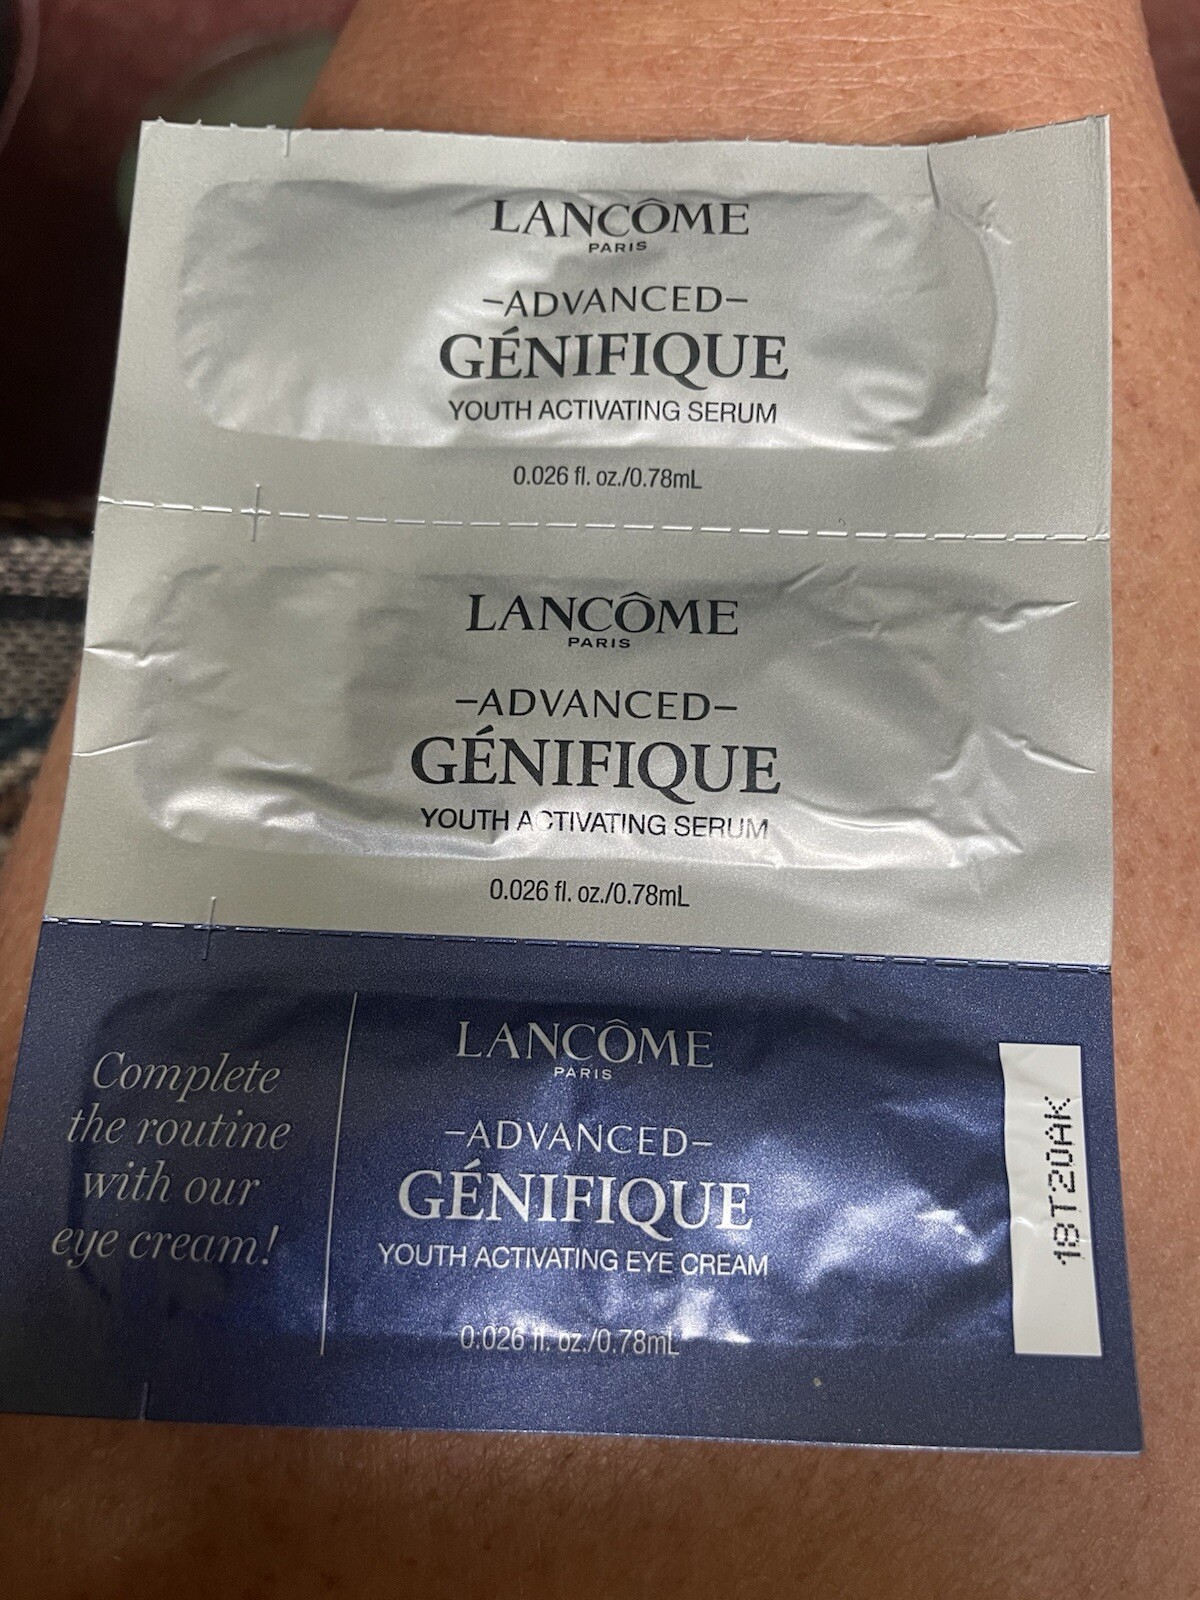 LANCÔME
PARIS
–ADVANCED–
GÉNIFIQUE
YOUTH ACTIVATING SERUM
0.026 fl. oz./0.78mL
LANCÔME
PARIS
–ADVANCED–
GÉNIFIQUE
YOUTH ACTIVATING SERUM
0.026 fl. oz./0.78mL
Complete
the routine
with our
eye cream!
LANCÔME
PARIS
–ADVANCED–
GÉNIFIQUE
YOUTH ACTIVATING EYE CREAM
0.026 fl. oz./0.78mL